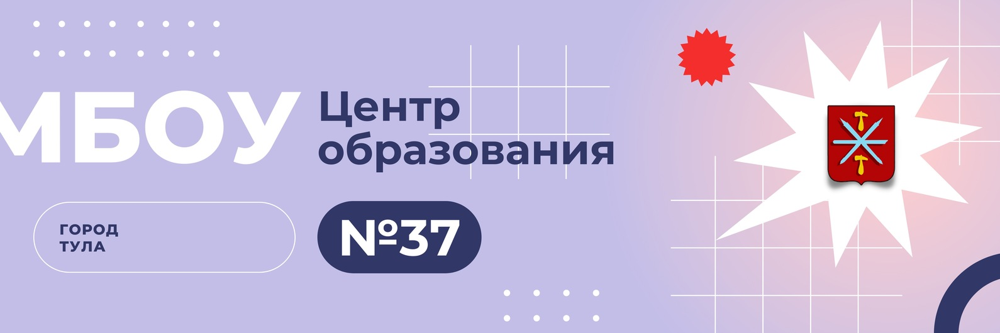 МБОУ
Центр
образования
ГОРОД
ТУЛА
№37